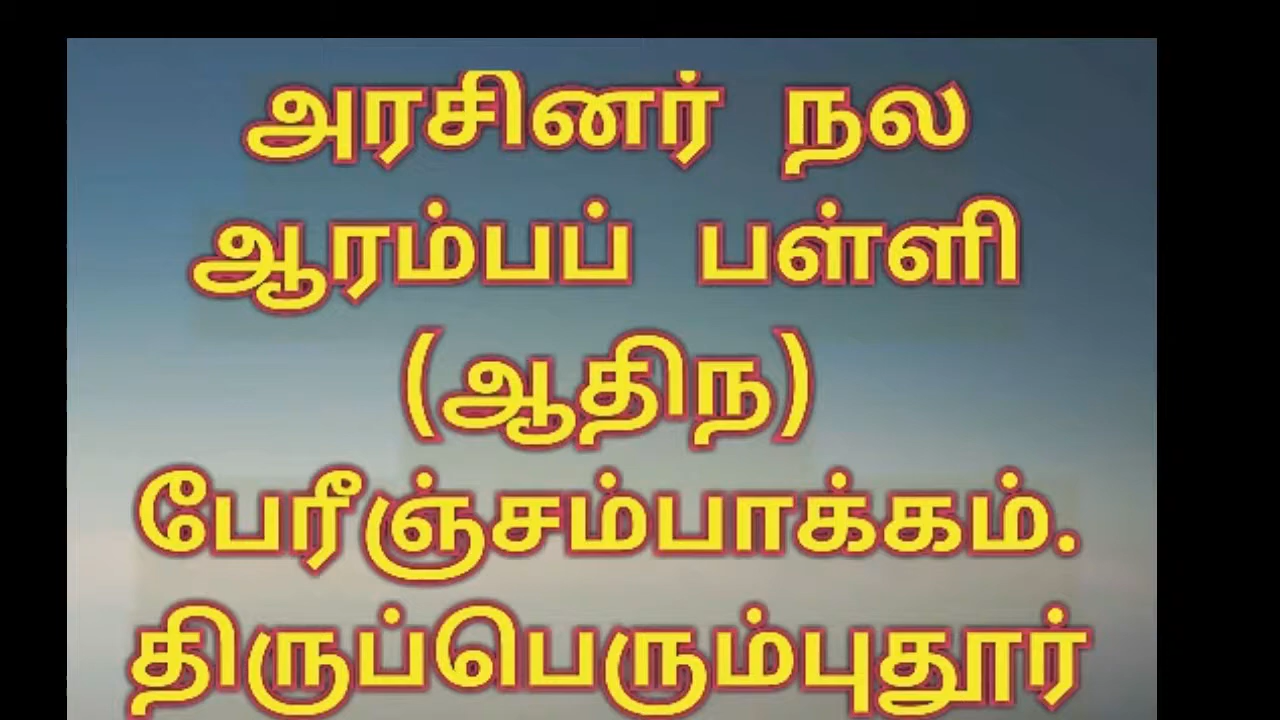 அரசினர் நல
ஆரம்பப் பள்ளி
(ஆதிந)
பேரீஞ்சம்பாக்கம்.
திருப்பெரும்புதூர்